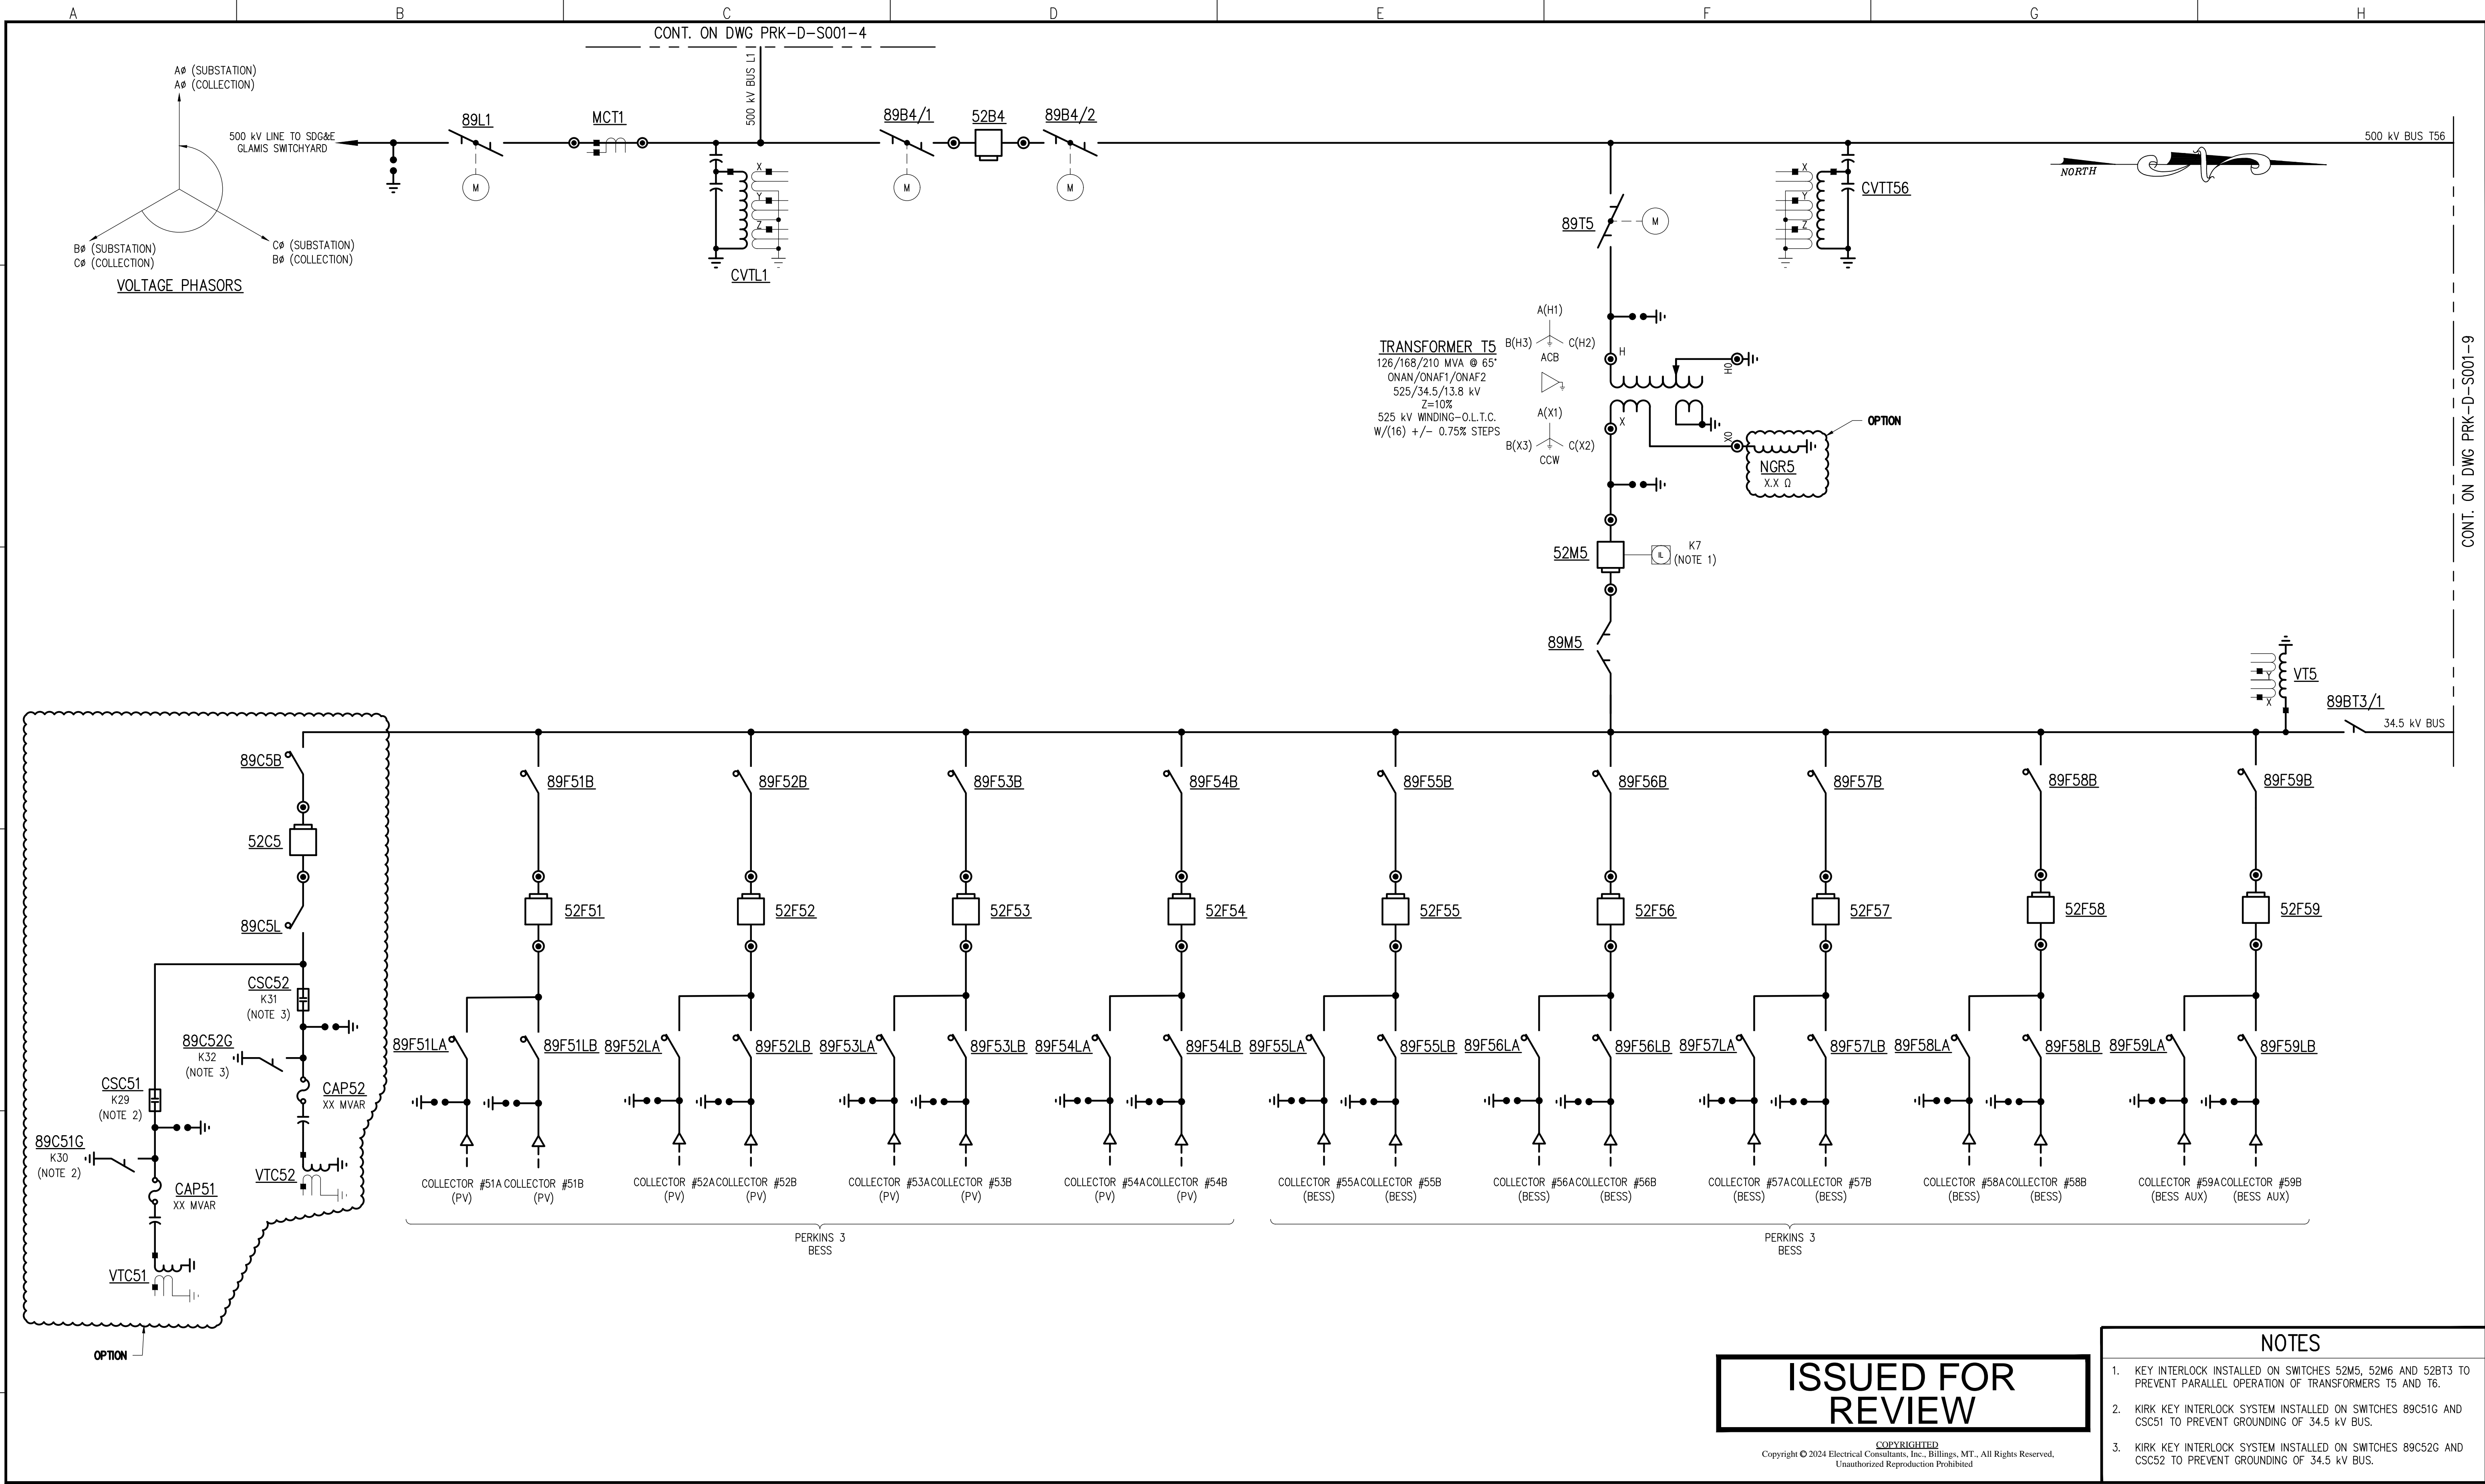 A B C D E F G H
CONT. ON DWG PRK-D-S001-4
500 kV BUS L1
AØ (SUBSTATION)
AØ (COLLECTION)
BØ (SUBSTATION)
CØ (COLLECTION)
CØ (SUBSTATION)
BØ (COLLECTION)
VOLTAGE PHASORS
500 kV LINE TO SDG&E
GLAMIS SWITCHYARD
89L1
M
MCT1
X
Y
Z
CVTL1
89B4/1
M
52B4
89B4/2
M
500 kV BUS T56
NORTH
89T5
M
X
Y
Z
CVTT56
CONT. ON DWG PRK-D-S001-9
TRANSFORMER T5
126/168/210 MVA @ 65°
ONAN/ONAF1/ONAF2
525/34.5/13.8 kV
Z=10%
525 kV WINDING-O.L.T.C.
W/(16) +/- 0.75% STEPS
A(H1)
B(H3) C(H2)
ACB
A(X1)
B(X3) C(X2)
CCW
H
H0
X
X0
OPTION
NGR5
X.X Ω
52M5
IL
K7
(NOTE 1)
89M5
VT5
Y
X
89BT3/1
34.5 kV BUS
89C5B
52C5
89C5L
CSC52
K31
(NOTE 3)
89C52G
K32
(NOTE 3)
CAP52
XX MVAR
VTC52
CSC51
K29
(NOTE 2)
89C51G
K30
(NOTE 2)
CAP51
XX MVAR
VTC51
OPTION
89F51B 89F52B 89F53B 89F54B 89F55B 89F56B 89F57B 89F58B 89F59B
52F51 52F52 52F53 52F54 52F55 52F56 52F57 52F58 52F59
89F51LA 89F51LB 89F52LA 89F52LB 89F53LA 89F53LB 89F54LA 89F54LB 89F55LA 89F55LB 89F56LA 89F56LB 89F57LA 89F57LB 89F58LA 89F58LB 89F59LA 89F59LB
COLLECTOR #51A COLLECTOR #51B COLLECTOR #52A COLLECTOR #52B COLLECTOR #53A COLLECTOR #53B COLLECTOR #54A COLLECTOR #54B COLLECTOR #55A COLLECTOR #55B COLLECTOR #56A COLLECTOR #56B COLLECTOR #57A COLLECTOR #57B COLLECTOR #58A COLLECTOR #58B COLLECTOR #59A COLLECTOR #59B
(PV) (PV) (PV) (PV) (PV) (PV) (PV) (PV) (BESS) (BESS) (BESS) (BESS) (BESS) (BESS) (BESS) (BESS) (BESS AUX) (BESS AUX)
PERKINS 3
BESS
PERKINS 3
BESS
ISSUED FOR
REVIEW
COPYRIGHTED
Copyright © 2024 Electrical Consultants, Inc., Billings, MT., All Rights Reserved,
Unauthorized Reproduction Prohibited
NOTES
1. KEY INTERLOCK INSTALLED ON SWITCHES 52M5, 52M6 AND 52BT3 TO
PREVENT PARALLEL OPERATION OF TRANSFORMERS T5 AND T6.
2. KIRK KEY INTERLOCK SYSTEM INSTALLED ON SWITCHES 89C51G AND
CSC51 TO PREVENT GROUNDING OF 34.5 kV BUS.
3. KIRK KEY INTERLOCK SYSTEM INSTALLED ON SWITCHES 89C52G AND
CSC52 TO PREVENT GROUNDING OF 34.5 kV BUS.